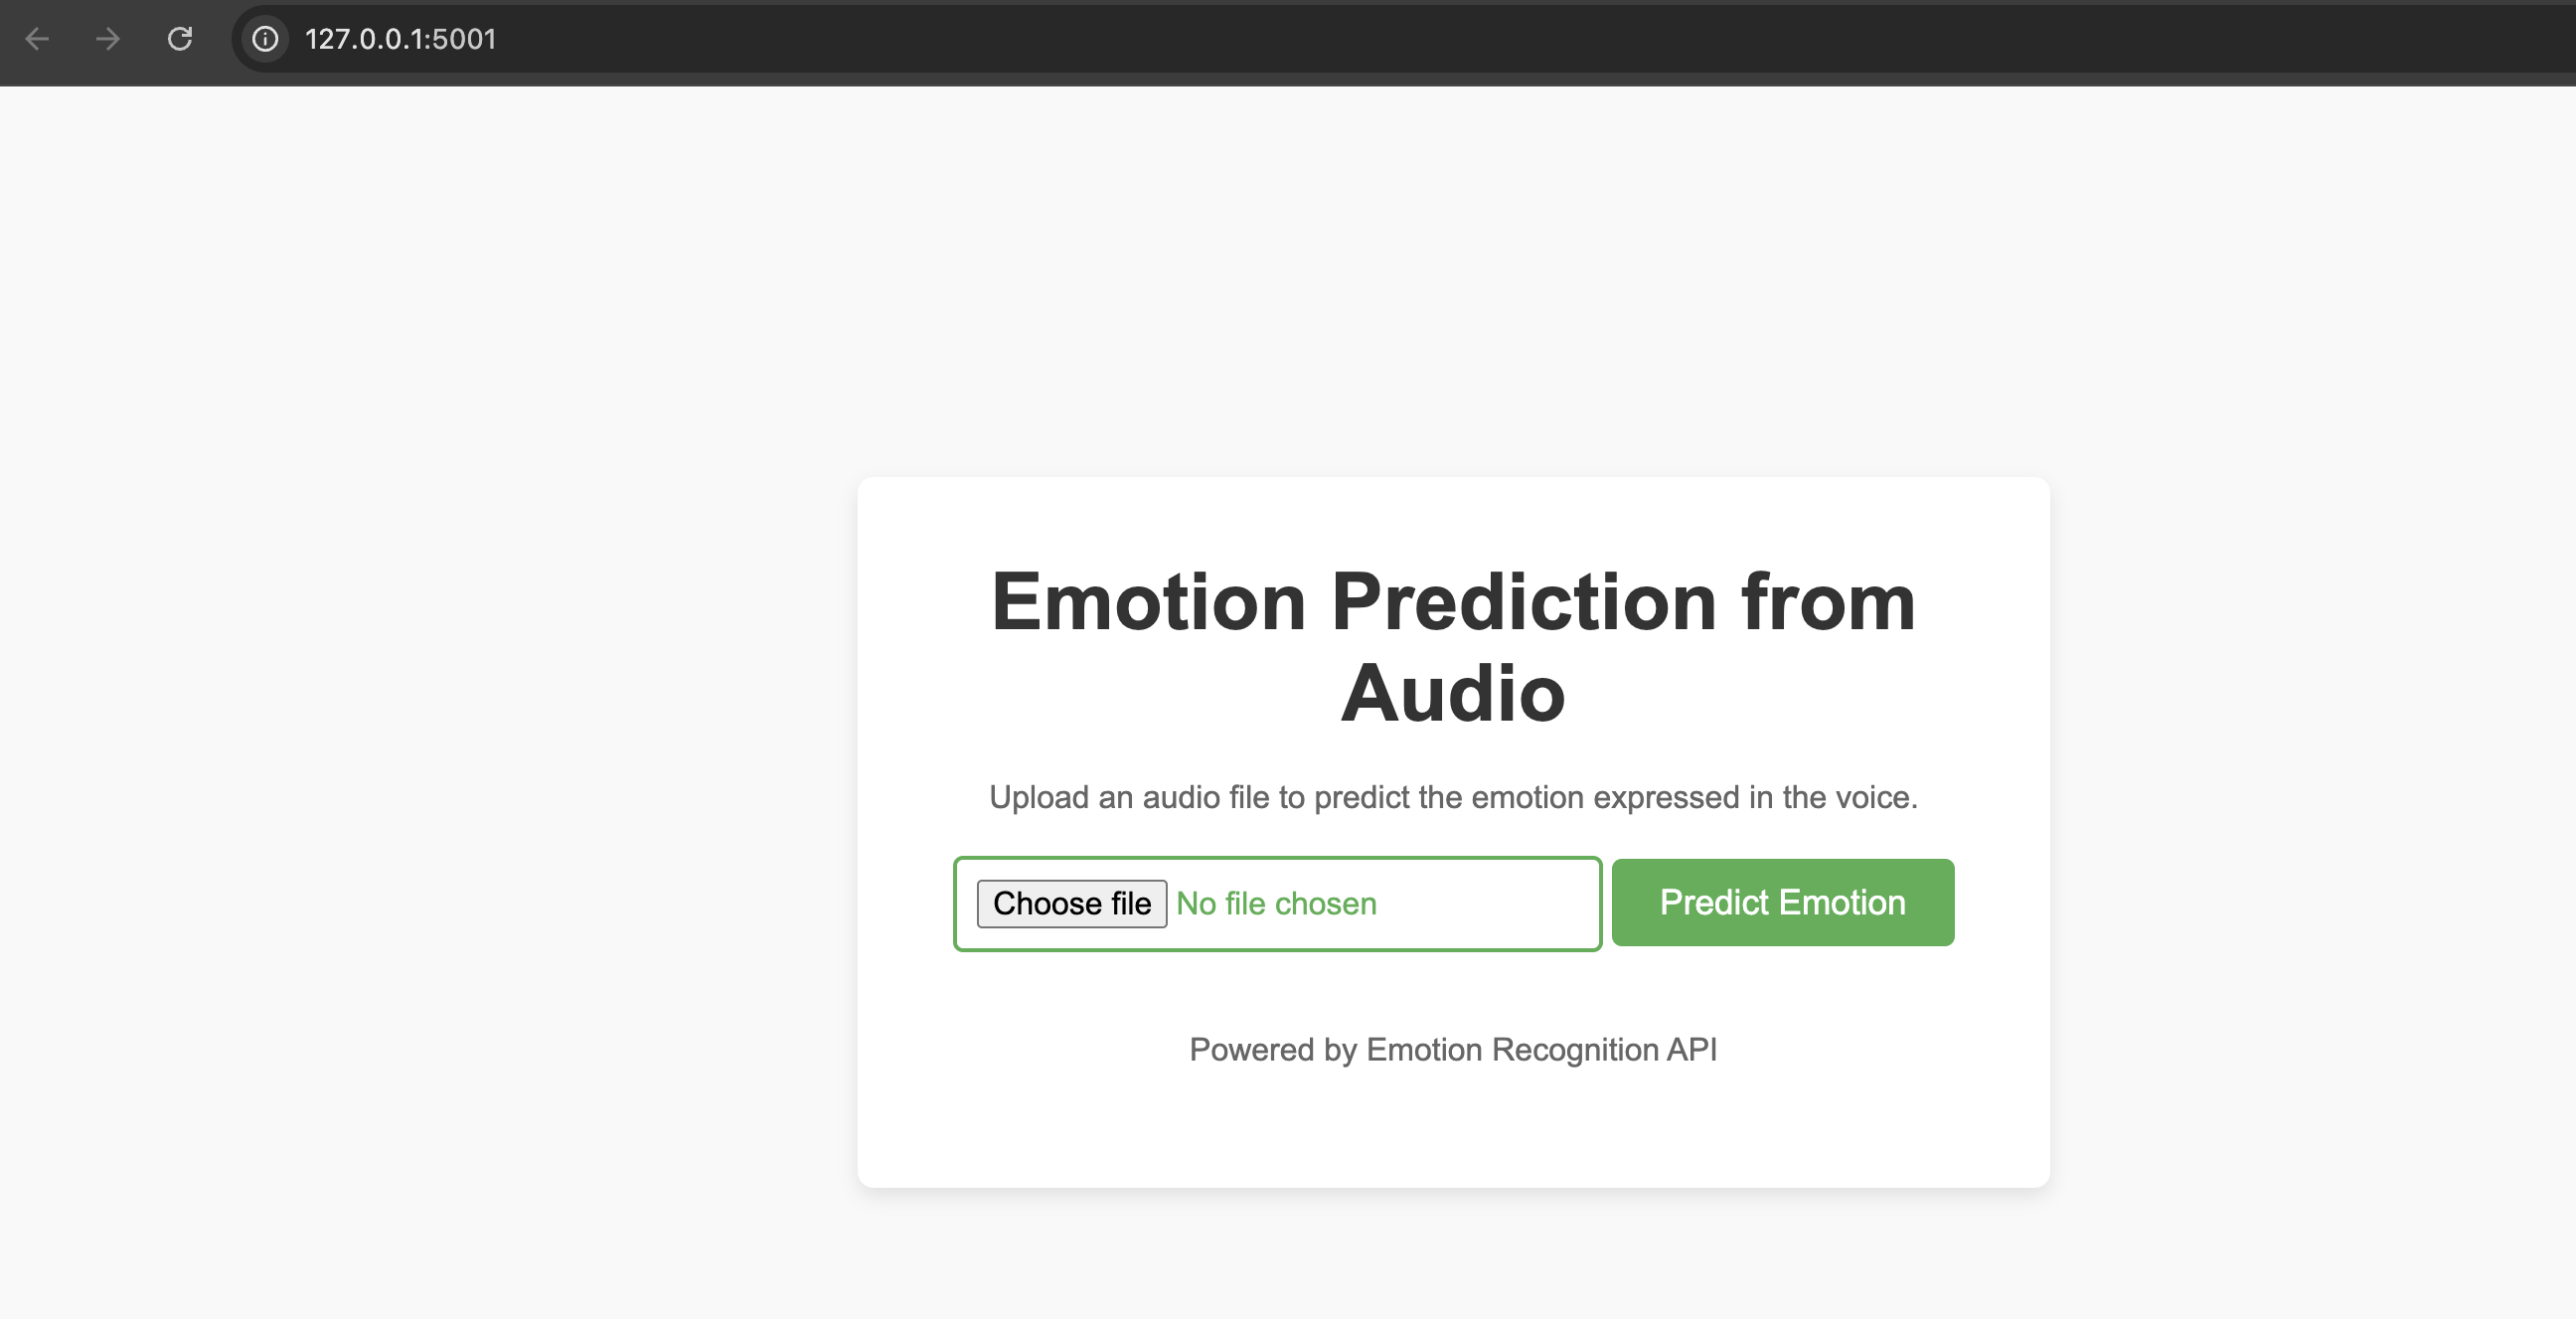 127.0.0.1:5001
Emotion Prediction from
Audio
Upload an audio file to predict the emotion expressed in the voice.
Choose file No file chosen Predict Emotion
Powered by Emotion Recognition API